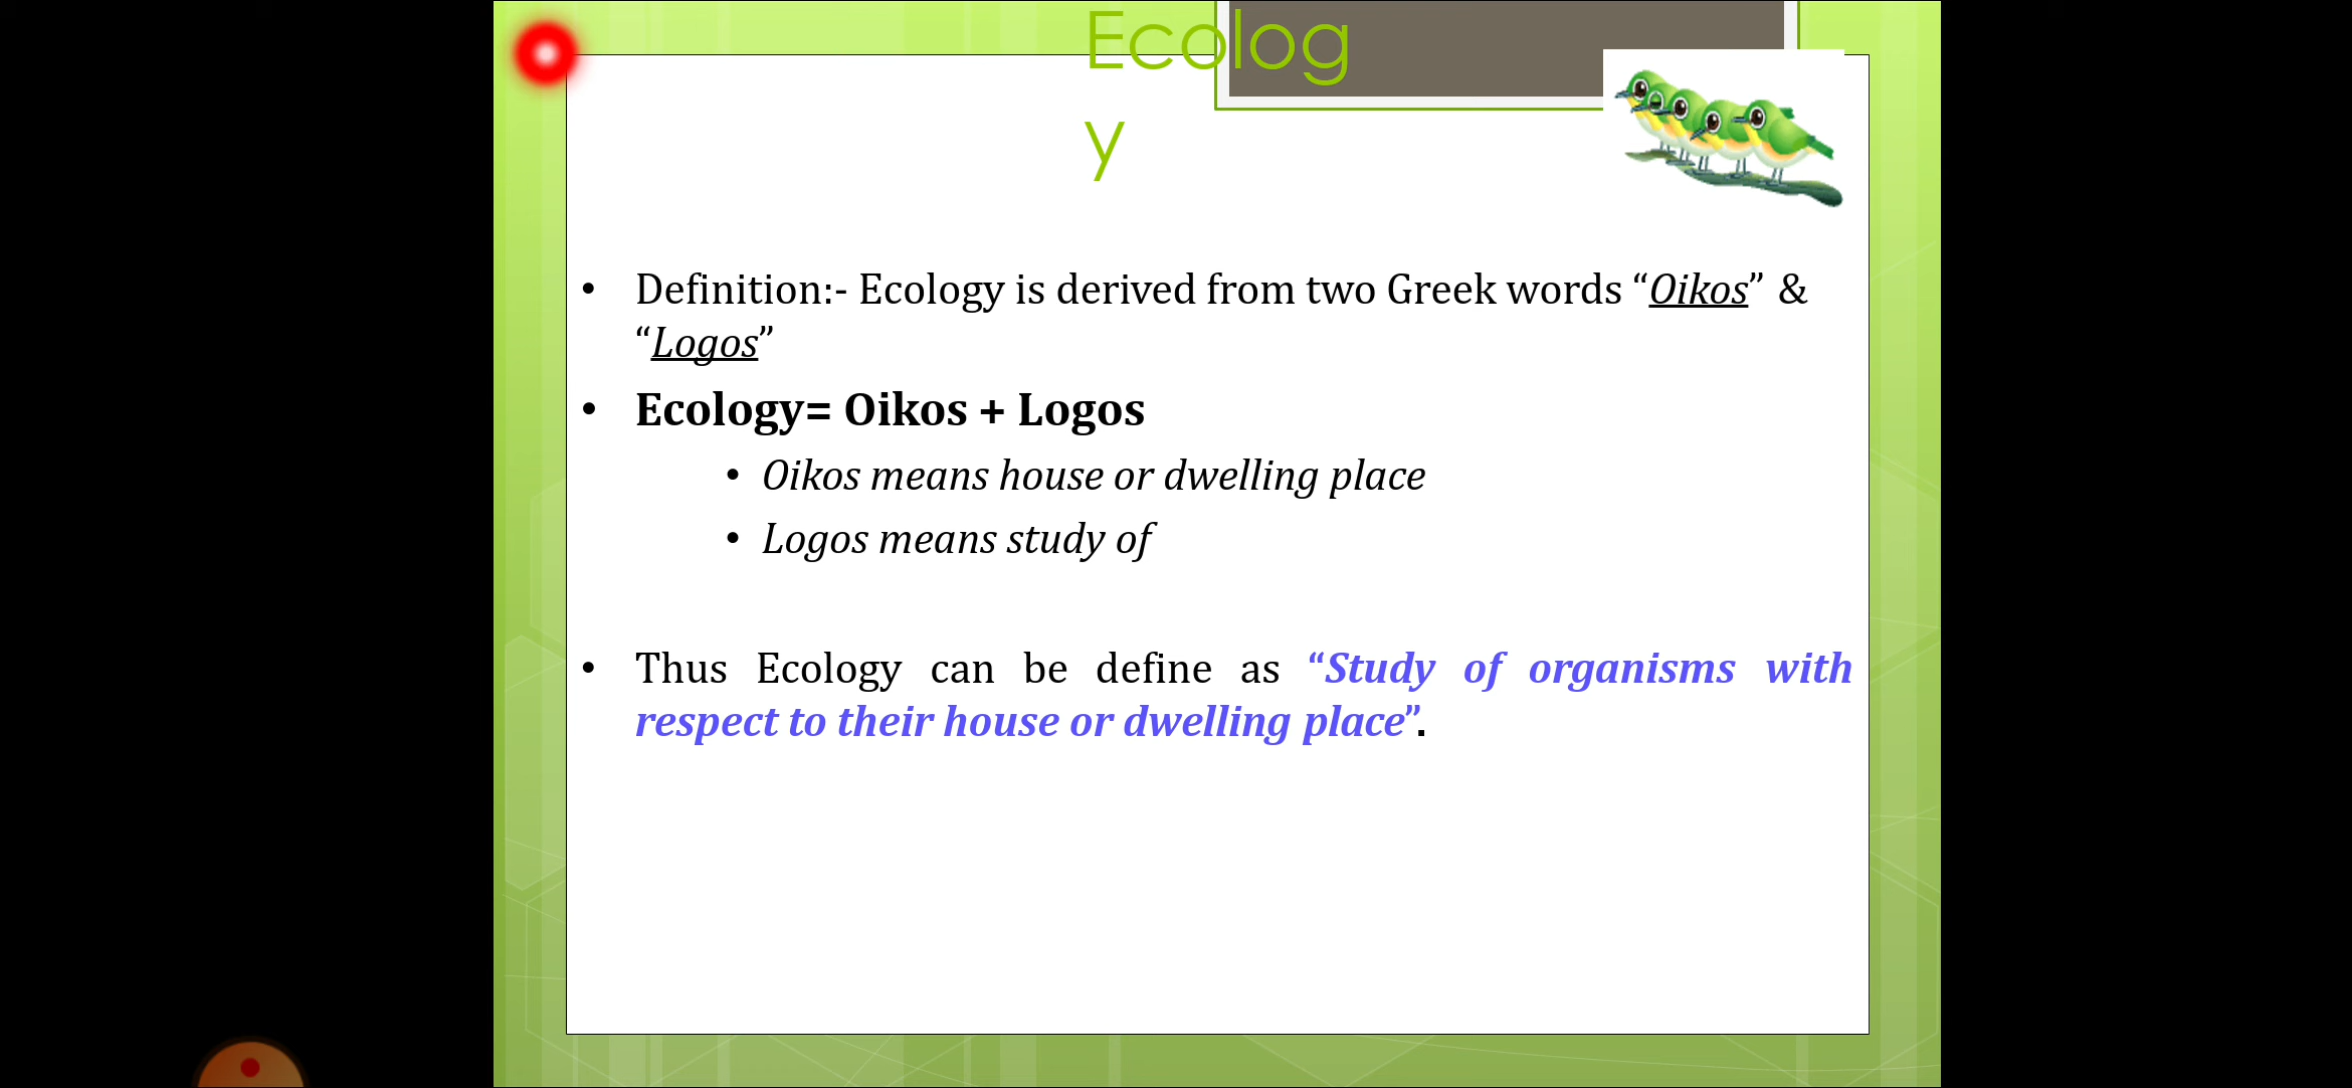 Ecolog
y
• Definition:- Ecology is derived from two Greek words “Oikos” &
“Logos”
• Ecology= Oikos + Logos
• Oikos means house or dwelling place
• Logos means study of
• Thus Ecology can be define as “Study of organisms with
respect to their house or dwelling place”.